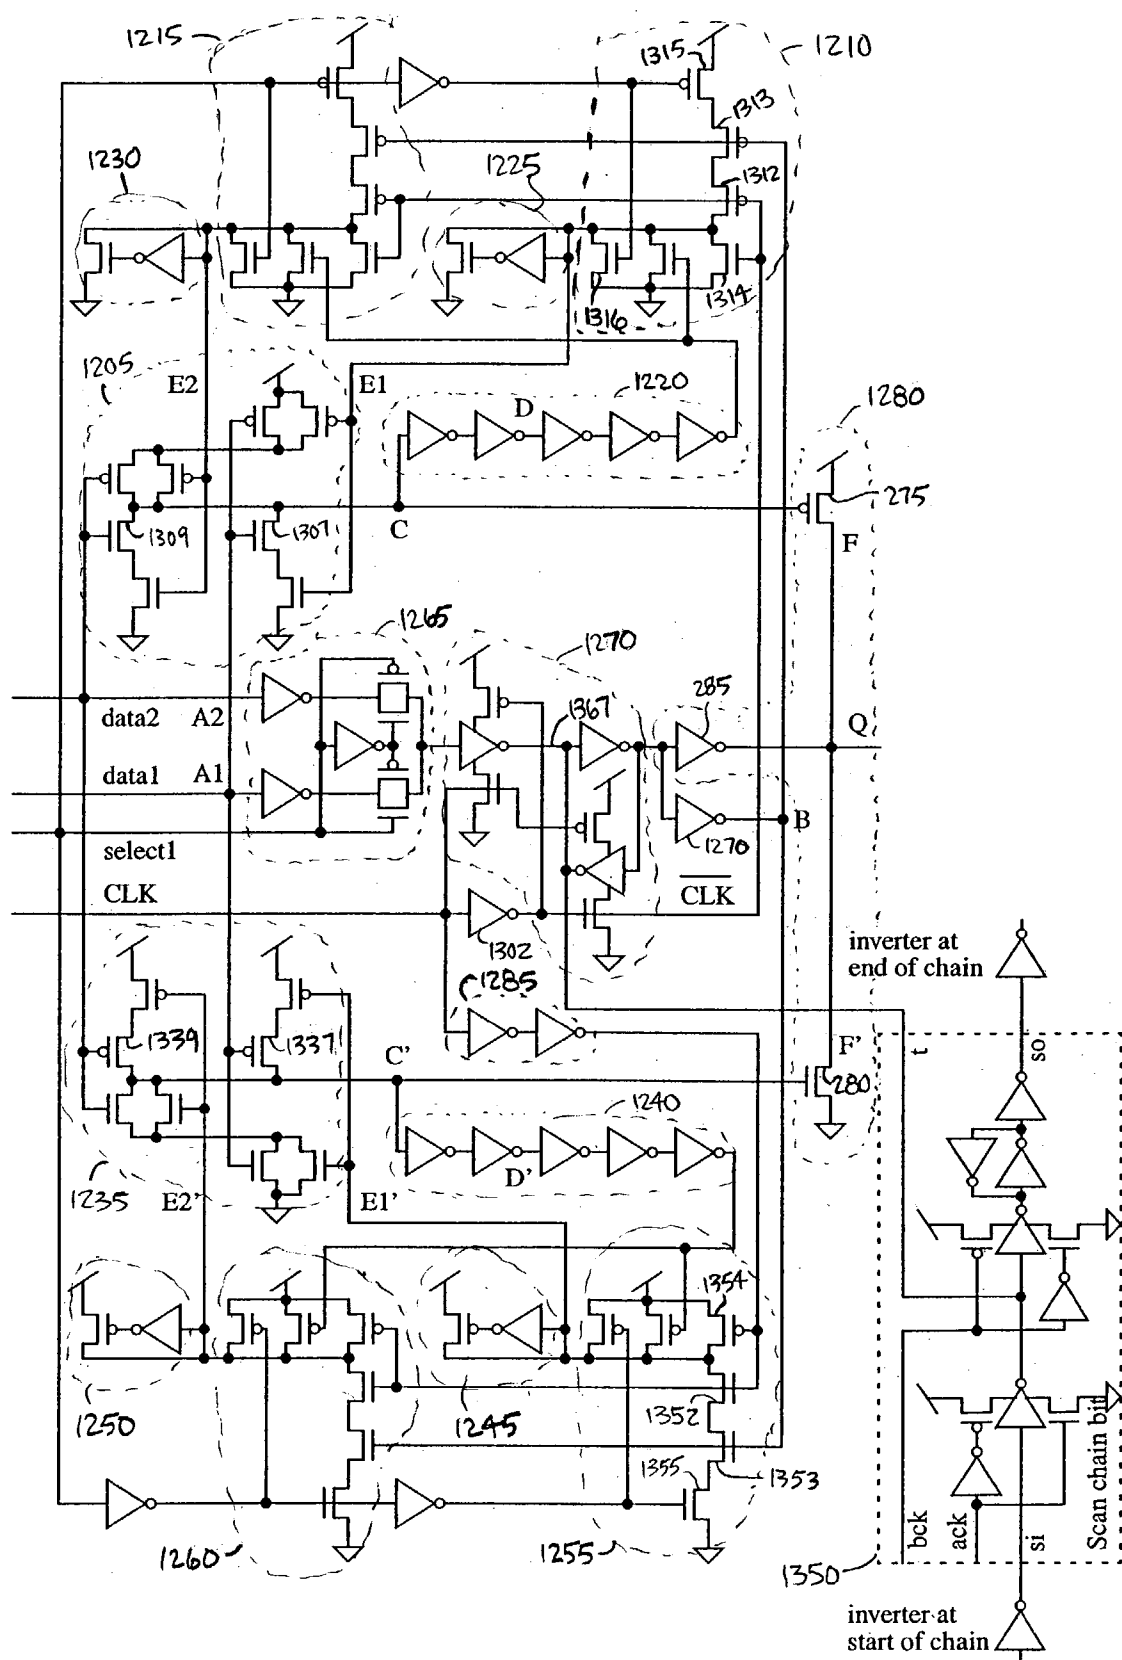 1215
1210
1315
1313
1230
1225
1312
1316
1314
1205
E2
E1
1220
D
1280
1309
1307
C
275
F
1265
1270
data2
A2
1367
285
Q
data1
A1
B
select1
1270
CLK
CLK
1302
1285
inverter at
end of chain
1339
1337
C'
F'
280
t
so
1240
D'
1235
E2'
E1'
1354
1250
1245
1352
1355
1353
1260
1255
1350
bck
ack
si
Scan chain bit
inverter at
start of chain